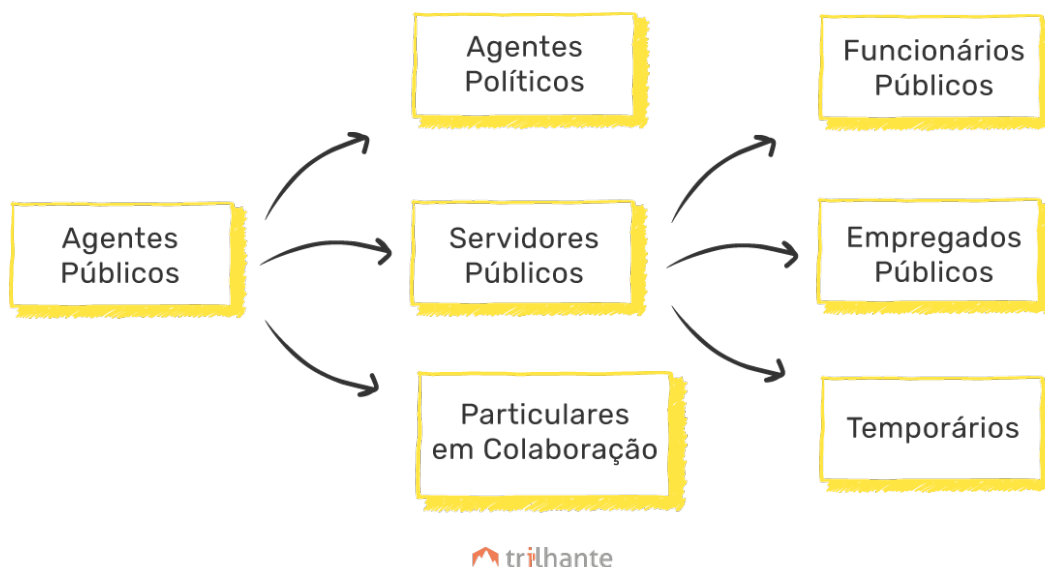 Agentes
Políticos
Funcionários
Públicos
Agentes
Públicos
Servidores
Públicos
Empregados
Públicos
Particulares
em Colaboração
Temporários
trilhante